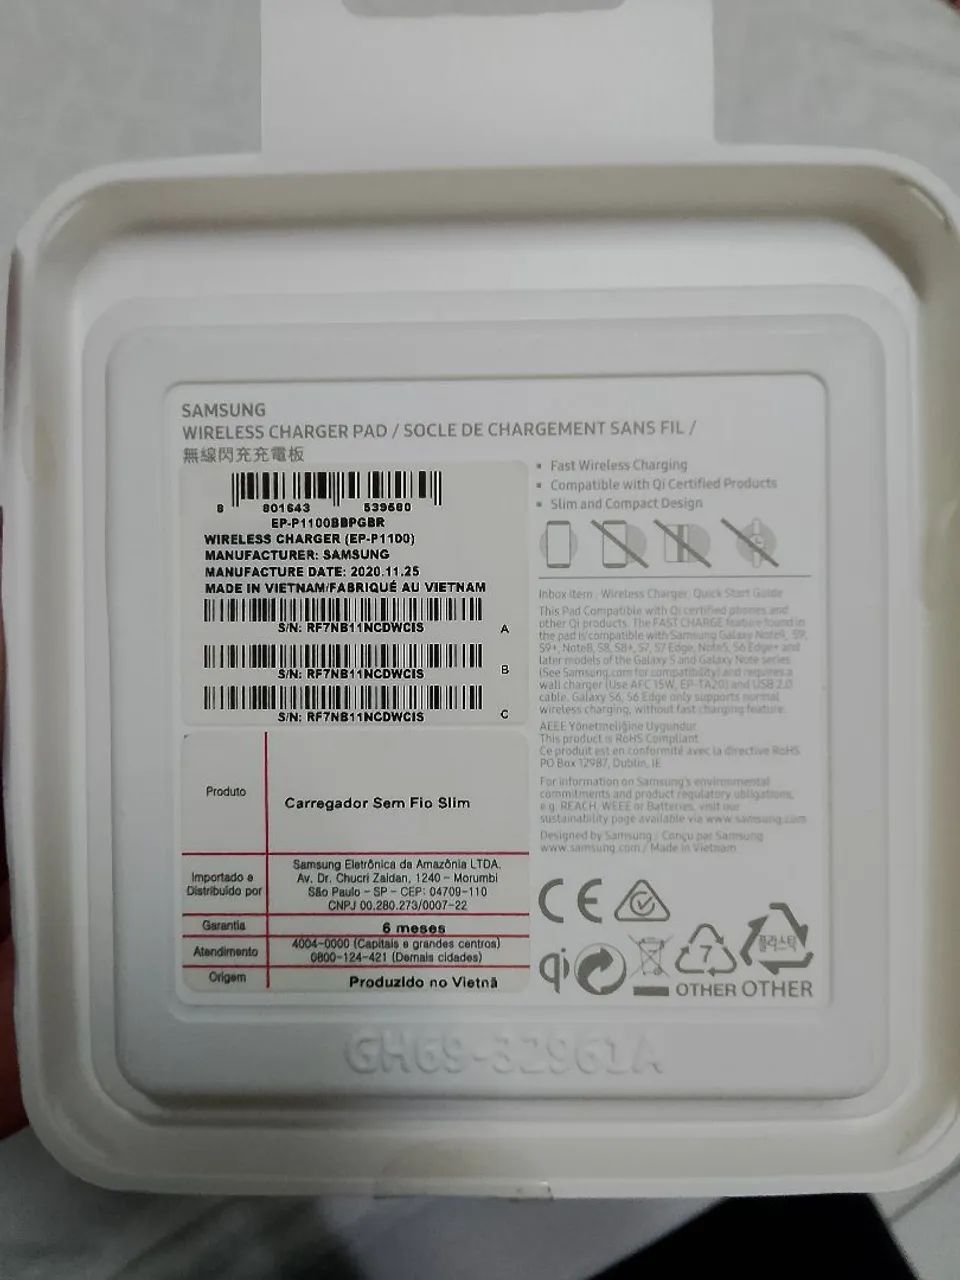 SAMSUNG
WIRELESS CHARGER PAD / SOCLE DE CHARGEMENT SANS FIL /
無線閃充充電板
8 801643 539580
EP-P1100BBPGBR
WIRELESS CHARGER (EP-P1100)
MANUFACTURER: SAMSUNG
MANUFACTURE DATE: 2020.11.25
MADE IN VIETNAM/FABRIQUÉ AU VIETNAM
S/N: RF7NB11NCDWCIS
A
S/N: RF7NB11NCDWCIS
B
S/N: RF7NB11NCDWCIS
C
Produto
Carregador Sem Fio Slim
Importado e
Distribuído por
Samsung Eletrônica da Amazônia LTDA.
Av. Dr. Chucri Zaidan, 1240 - Morumbi
São Paulo - SP - CEP: 04709-110
CNPJ 00.280.273/0007-22
Garantia
6 meses
Atendimento
4004-0000 (Capitais e grandes centros)
0800-124-421 (Demais cidades)
Origem
Produzido no Vietnã
▪ Fast Wireless Charging
▪ Compatible with Qi Certified Products
▪ Slim and Compact Design
Inbox item : Wireless Charger, Quick Start Guide
This Pad Compatible with Qi certified phones and
other Qi products. The FAST CHARGE feature found in
the pad is compatible with Samsung Galaxy Note9, S9,
S9+, Note8, S8, S8+, S7, S7 Edge, Note5, S6 Edge+ and
later models of the Galaxy S and Galaxy Note series
(See Samsung.com for compatibility) and requires a
wall charger (Use AFC 15W, EP-TA20) and USB 2.0
cable. Galaxy S6, S6 Edge only supports normal
wireless charging, without fast charging feature.
AEEE Yönetmeliğine Uygundur
This product is RoHS Compliant
Ce produit est en conformité avec la directive RoHS
PO Box 12987, Dublin, IE
For information on Samsung's environmental
commitments and product regulatory obligations,
e.g. REACH, WEEE or Batteries, visit our
sustainability page available via www.samsung.com
Designed by Samsung / Conçu par Samsung
www.samsung.com / Made in Vietnam
CE
qi
7
플라스틱
OTHER OTHER
GH69-32961A